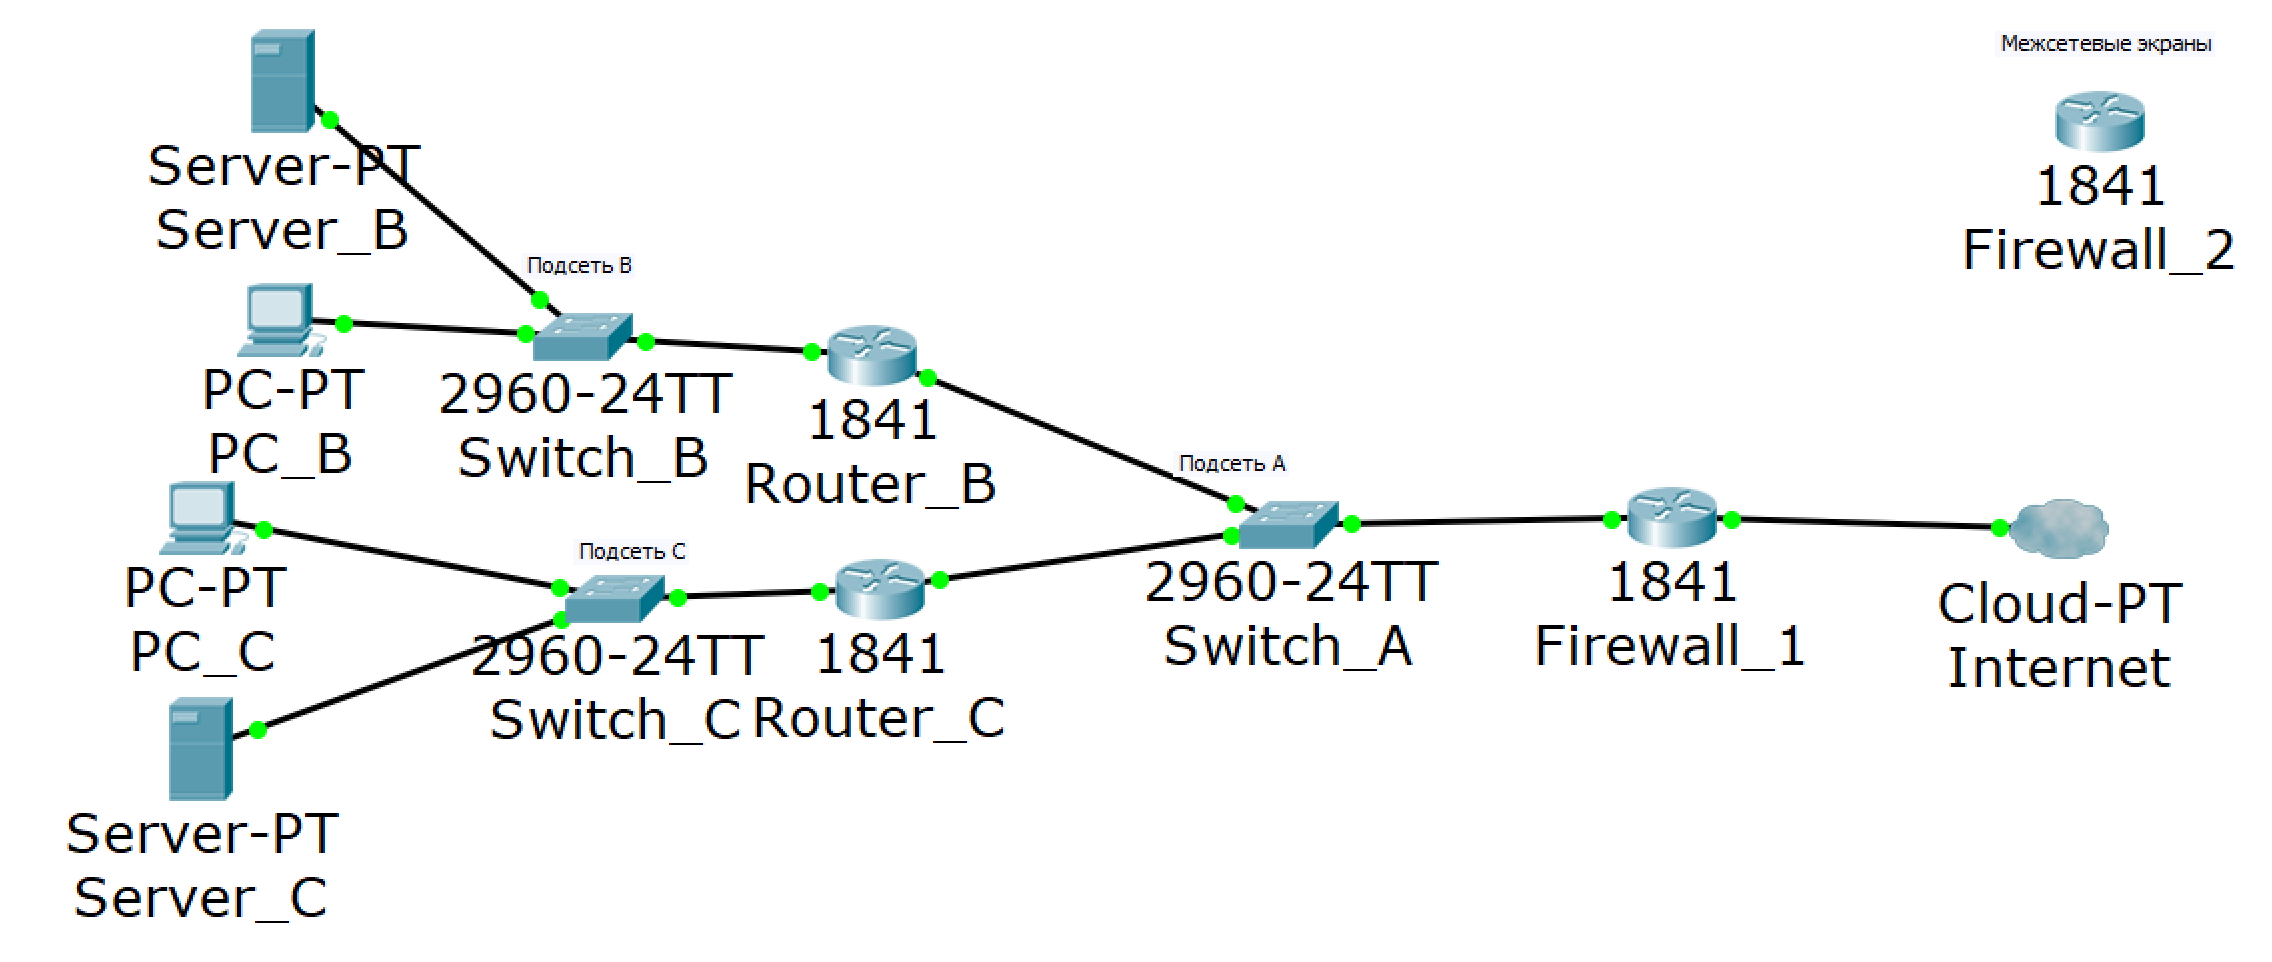 Межсетевые экраны
1841
Firewall_2
Server-PT
Server_B
Подсеть B
PC-PT
PC_B
2960-24TT
Switch_B
1841
Router_B
Подсеть A
2960-24TT
Switch_A
1841
Firewall_1
Cloud-PT
Internet
PC-PT
PC_C
Подсеть C
2960-24TT
Switch_C
1841
Router_C
Server-PT
Server_C